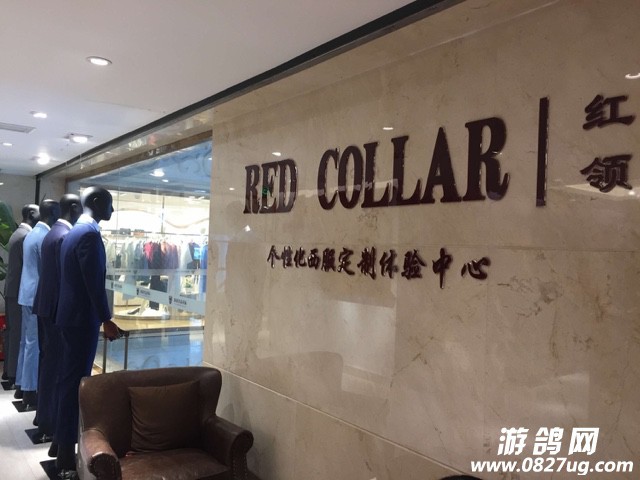 RED COLLAR | 红领
个性化西服定制体验中心
游鸽网
www.0827ug.com